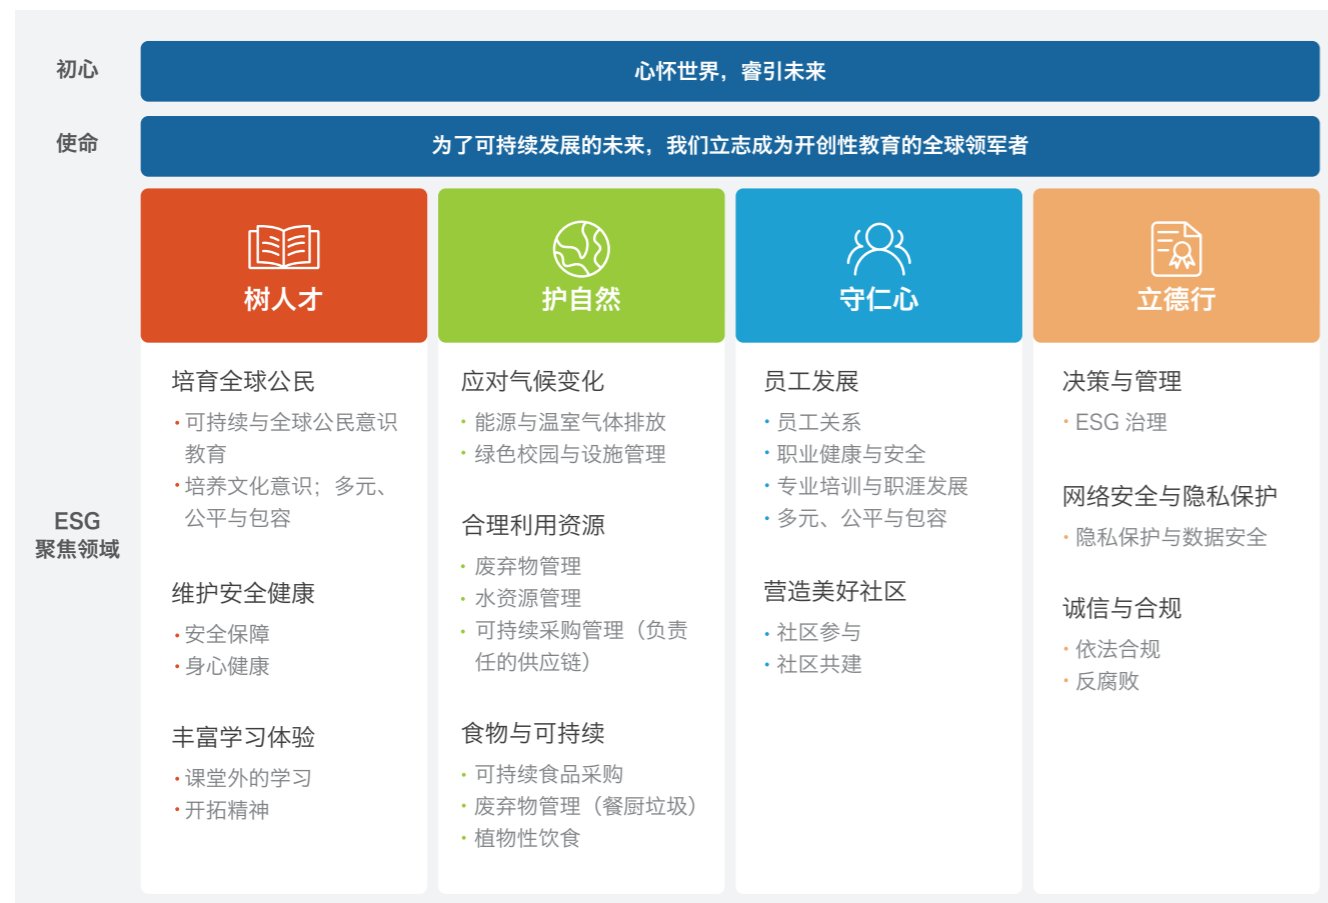 初心
心怀世界，睿引未来
使命
为了可持续发展的未来，我们立志成为开创性教育的全球领军者
ESG
聚焦领域
树人才
培育全球公民
·可持续与全球公民意识
教育
·培养文化意识；多元、
公平与包容
维护安全健康
·安全保障
·身心健康
丰富学习体验
·课堂外的学习
·开拓精神
护自然
应对气候变化
·能源与温室气体排放
·绿色校园与设施管理
合理利用资源
·废弃物管理
·水资源管理
·可持续采购管理（负责
任的供应链）
食物与可持续
·可持续食品采购
·废弃物管理（餐厨垃圾）
·植物性饮食
守仁心
员工发展
·员工关系
·职业健康与安全
·专业培训与职涯发展
·多元、公平与包容
营造美好社区
·社区参与
·社区共建
立德行
决策与管理
·ESG 治理
网络安全与隐私保护
·隐私保护与数据安全
诚信与合规
·依法合规
·反腐败